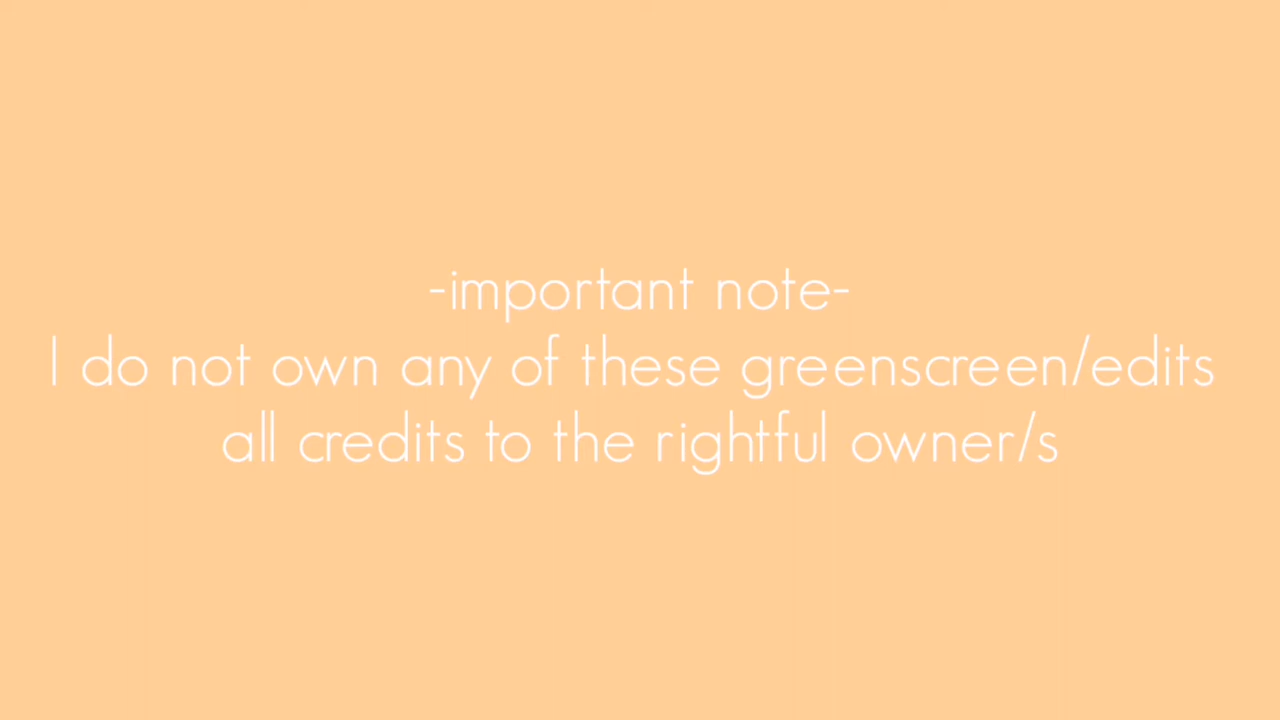 -important note-
I do not own any of these greenscreen/edits
all credits to the rightful owner/s